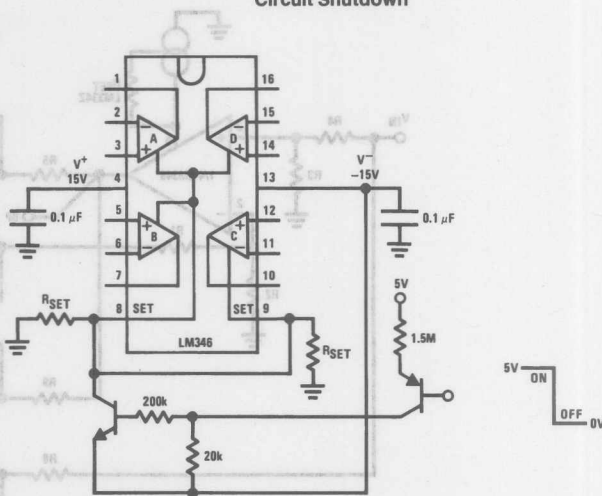 Circuit Shutdown
1
2
3
V+
15V
4
0.1 μF
5
6
7
8
A
B
D
C
16
15
14
13
V−
−15V
12
11
10
9
0.1 μF
SET
SET
LM346
RSET
RSET
5V
1.5M
200k
20k
5V
ON
OFF
0V